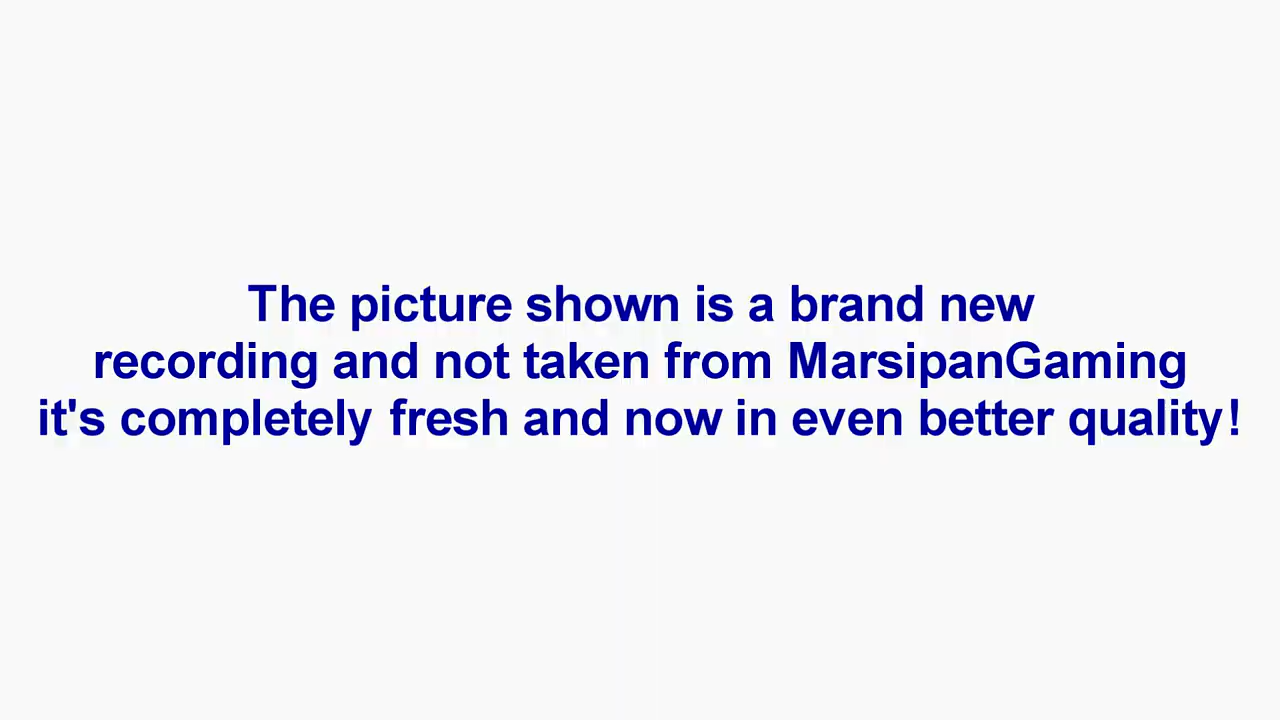 The picture shown is a brand new
recording and not taken from MarsipanGaming
it's completely fresh and now in even better quality!